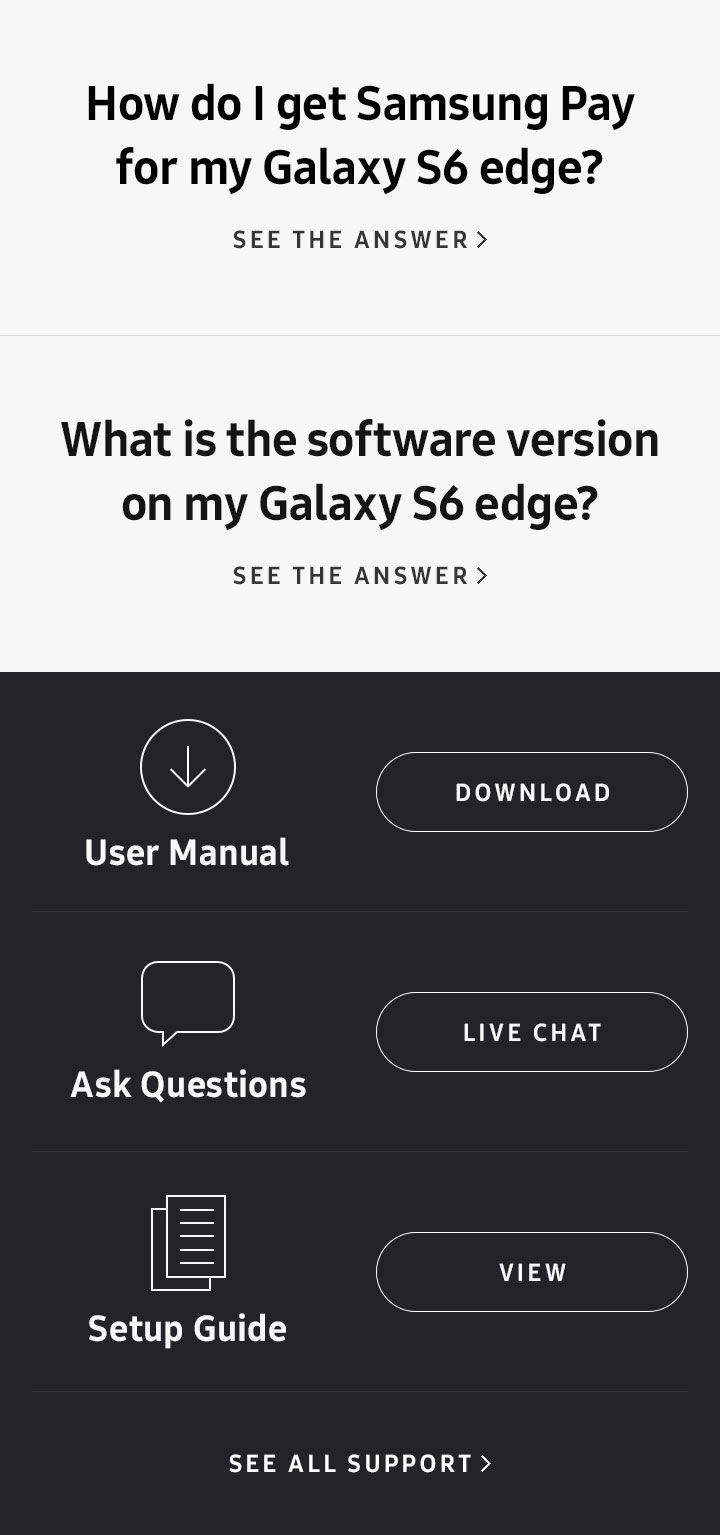 How do I get Samsung Pay
for my Galaxy S6 edge?
SEE THE ANSWER
What is the software version
on my Galaxy S6 edge?
SEE THE ANSWER
User Manual
DOWNLOAD
Ask Questions
LIVE CHAT
Setup Guide
VIEW
SEE ALL SUPPORT